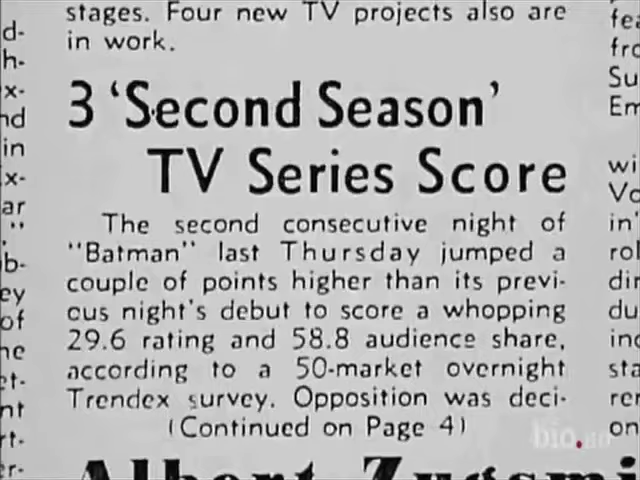 stages. Four new TV projects also are
in work.
3 'Second Season'
TV Series Score
The second consecutive night of
"Batman" last Thursday jumped a
couple of points higher than its previ-
ous night's debut to score a whopping
29.6 rating and 58.8 audience share,
according to a 50-market overnight
Trendex survey. Opposition was deci-
(Continued on Page 4)
bio.